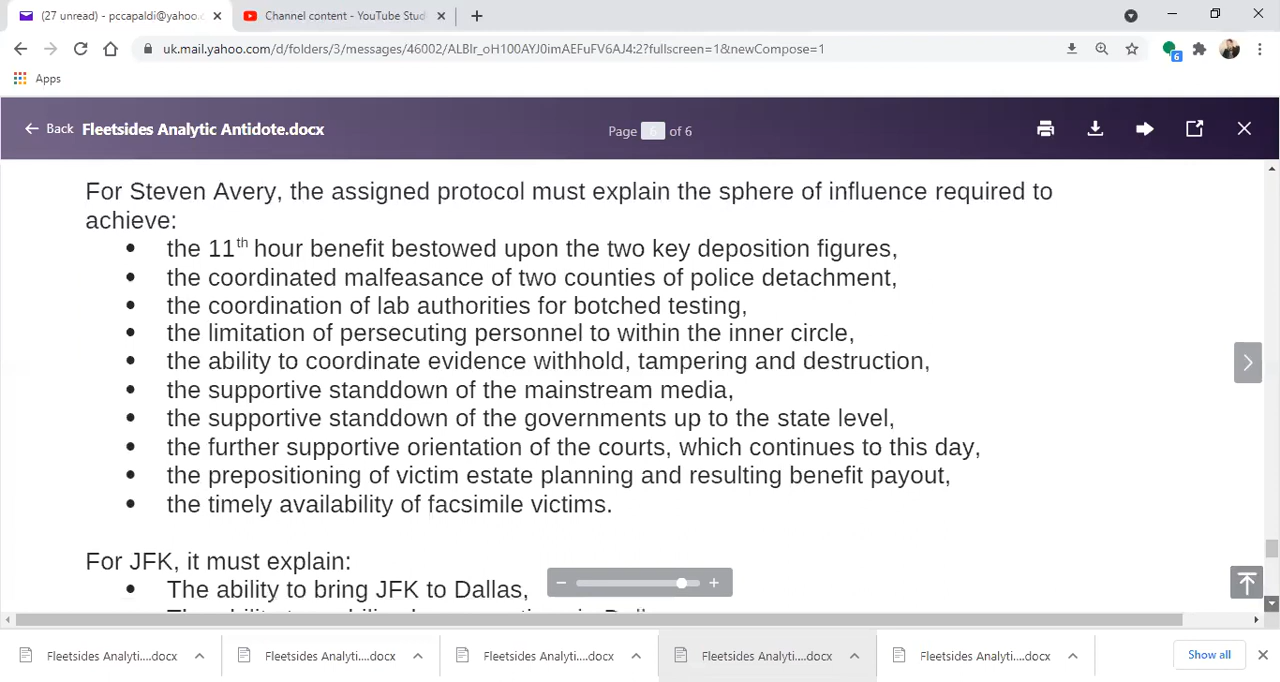 (27 unread) - pccapaldi@yahoo.c
Channel content - YouTube Stud
uk.mail.yahoo.com/d/folders/3/messages/46002/ALBlr_oH100AYJ0imAEFuFV6AJ4:2?fullscreen=1&newCompose=1
6
Apps
Back Fleetsides Analytic Antidote.docx
Page 6 of 6
For Steven Avery, the assigned protocol must explain the sphere of influence required to
achieve:
• the 11th hour benefit bestowed upon the two key deposition figures,
• the coordinated malfeasance of two counties of police detachment,
• the coordination of lab authorities for botched testing,
• the limitation of persecuting personnel to within the inner circle,
• the ability to coordinate evidence withhold, tampering and destruction,
• the supportive standdown of the mainstream media,
• the supportive standdown of the governments up to the state level,
• the further supportive orientation of the courts, which continues to this day,
• the prepositioning of victim estate planning and resulting benefit payout,
• the timely availability of facsimile victims.
For JFK, it must explain:
• The ability to bring JFK to Dallas,
Fleetsides Analyti....docx
Fleetsides Analyti....docx
Fleetsides Analyti....docx
Fleetsides Analyti....docx
Fleetsides Analyti....docx
Show all